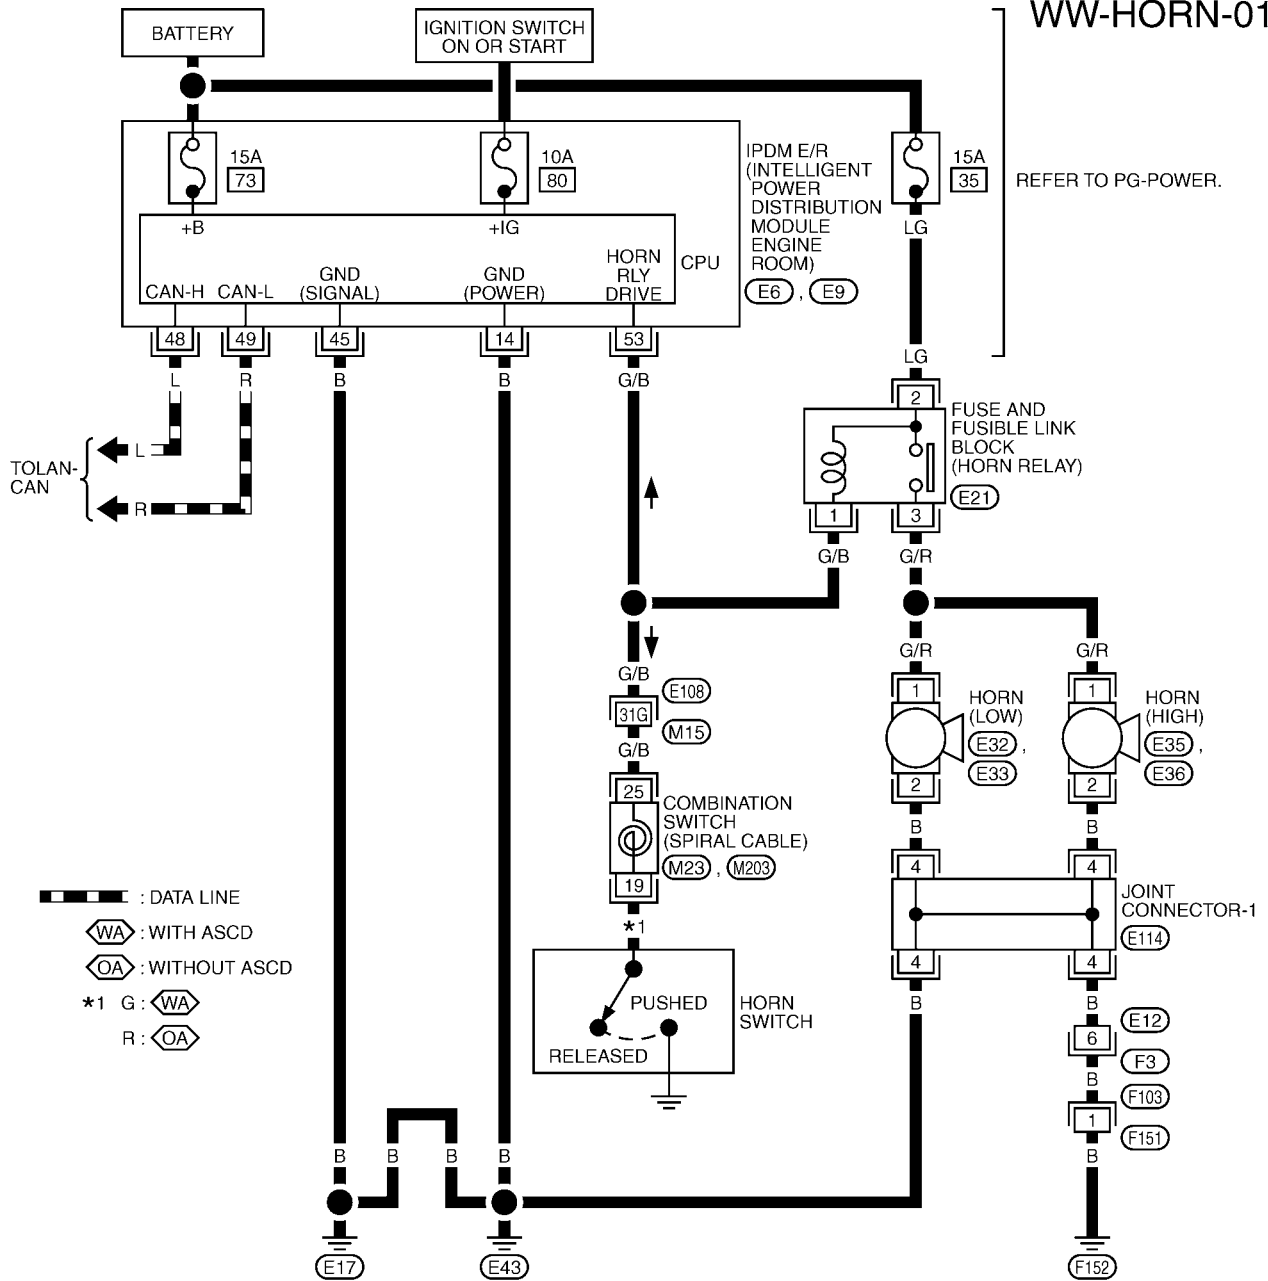 WW-HORN-01
BATTERY
IGNITION SWITCH
ON OR START
15A
73
10A
80
15A
35
REFER TO PG-POWER.
IPDM E/R
(INTELLIGENT
POWER
DISTRIBUTION
MODULE
ENGINE
ROOM)
E6 , E9
+B
+IG
LG
CPU
CAN-H
CAN-L
GND
(SIGNAL)
GND
(POWER)
HORN
RLY
DRIVE
48
49
45
14
53
L
R
B
B
G/B
LG
2
FUSE AND
FUSIBLE LINK
BLOCK
(HORN RELAY)
E21
TOLAN-
CAN
L
R
1
3
G/B
G/R
G/B
G/R
G/R
31G
E108
M15
G/B
1
HORN
(LOW)
E32 ,
E33
2
1
HORN
(HIGH)
E35 ,
E36
2
25
COMBINATION
SWITCH
(SPIRAL CABLE)
M23 , M203
19
*1
B
B
4
4
JOINT
CONNECTOR-1
E114
4
4
B
B
: DATA LINE
WA : WITH ASCD
OA : WITHOUT ASCD
*1 G : WA
R : OA
PUSHED
RELEASED
HORN
SWITCH
E12
6
F3
B
F103
1
F151
B
B
B
B
B
E17
E43
F152